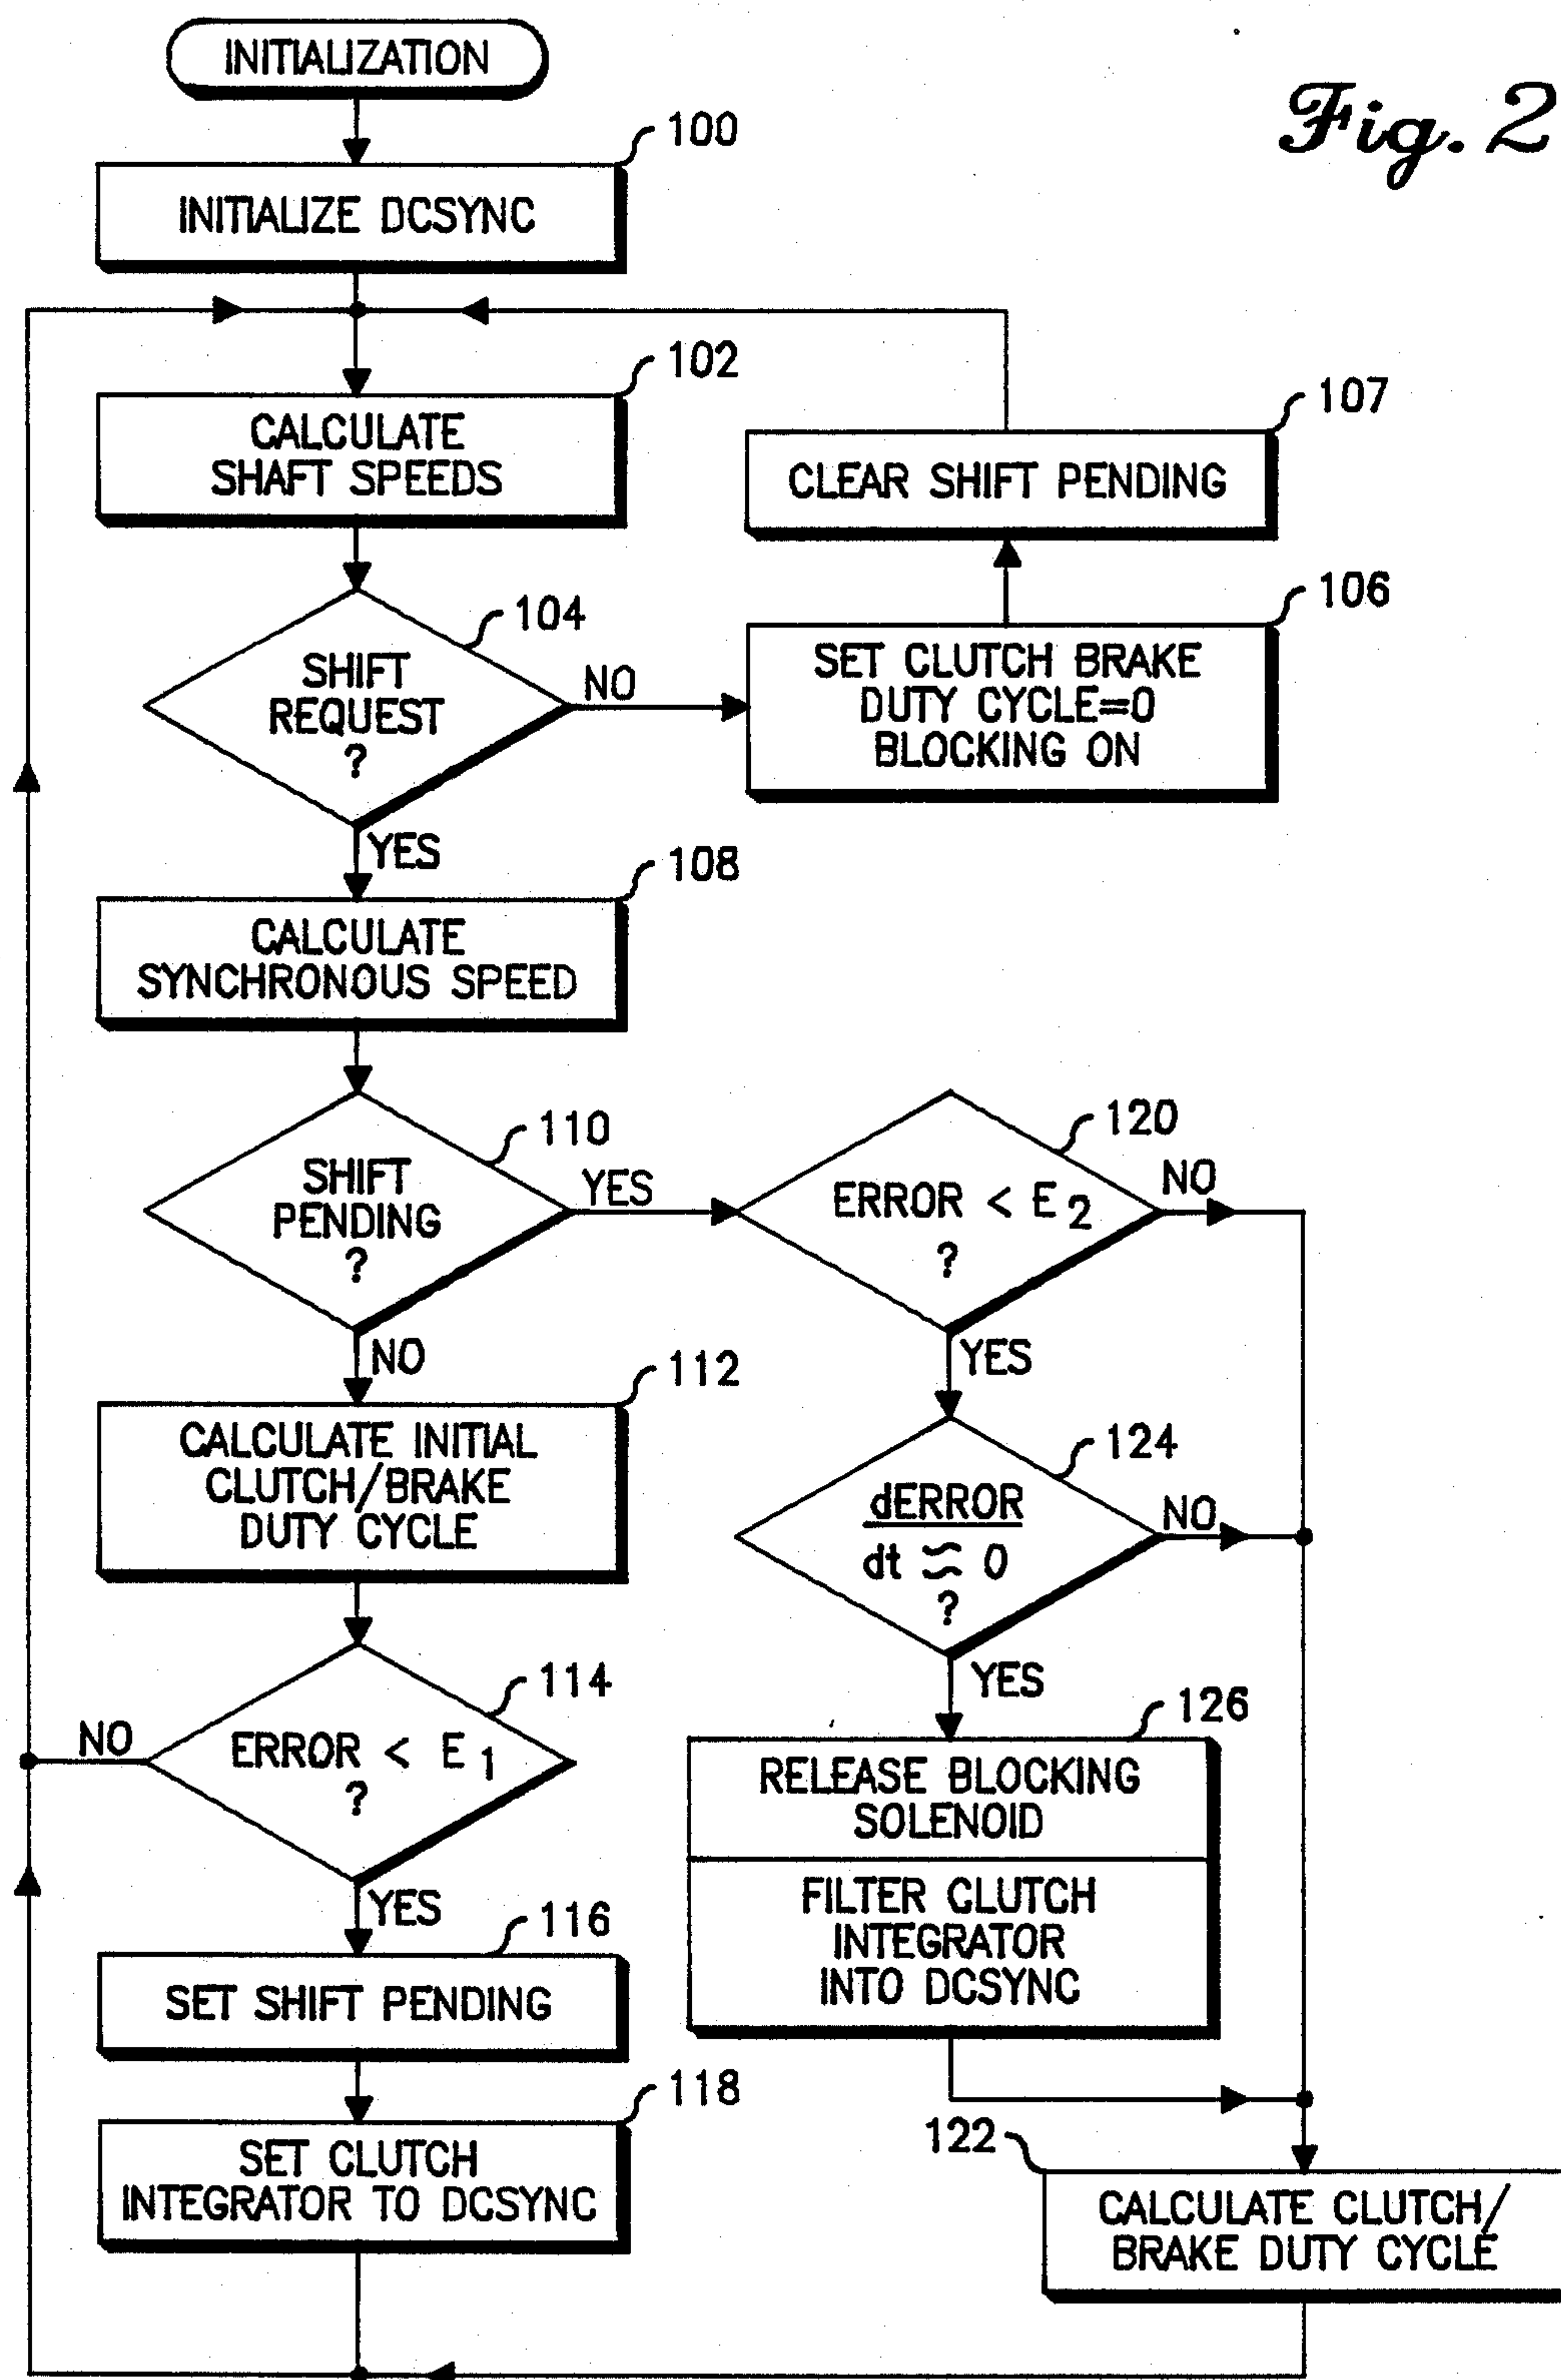 Fig. 2
INITIALIZATION
100
INITIALIZE DCSYNC
102
CALCULATE
SHAFT SPEEDS
107
CLEAR SHIFT PENDING
104
SHIFT
REQUEST
?
NO
106
SET CLUTCH BRAKE
DUTY CYCLE=0
BLOCKING ON
YES
108
CALCULATE
SYNCHRONOUS SPEED
110
SHIFT
PENDING
?
YES
120
ERROR < E2
?
NO
NO
112
CALCULATE INITIAL
CLUTCH/BRAKE
DUTY CYCLE
YES
124
dERROR
dt ≈ 0
?
NO
114
ERROR < E1
?
NO
YES
116
SET SHIFT PENDING
118
SET CLUTCH
INTEGRATOR TO DCSYNC
YES
126
RELEASE BLOCKING
SOLENOID
FILTER CLUTCH
INTEGRATOR
INTO DCSYNC
122
CALCULATE CLUTCH/
BRAKE DUTY CYCLE